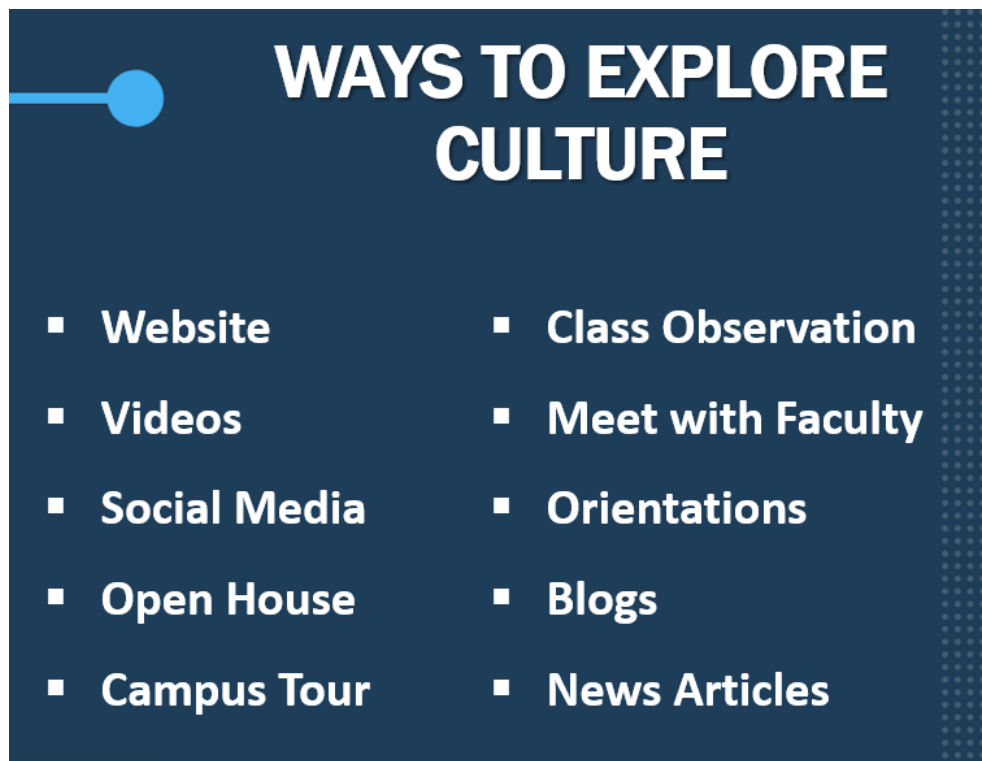 WAYS TO EXPLORE
CULTURE
▪ Website
▪ Videos
▪ Social Media
▪ Open House
▪ Campus Tour
▪ Class Observation
▪ Meet with Faculty
▪ Orientations
▪ Blogs
▪ News Articles